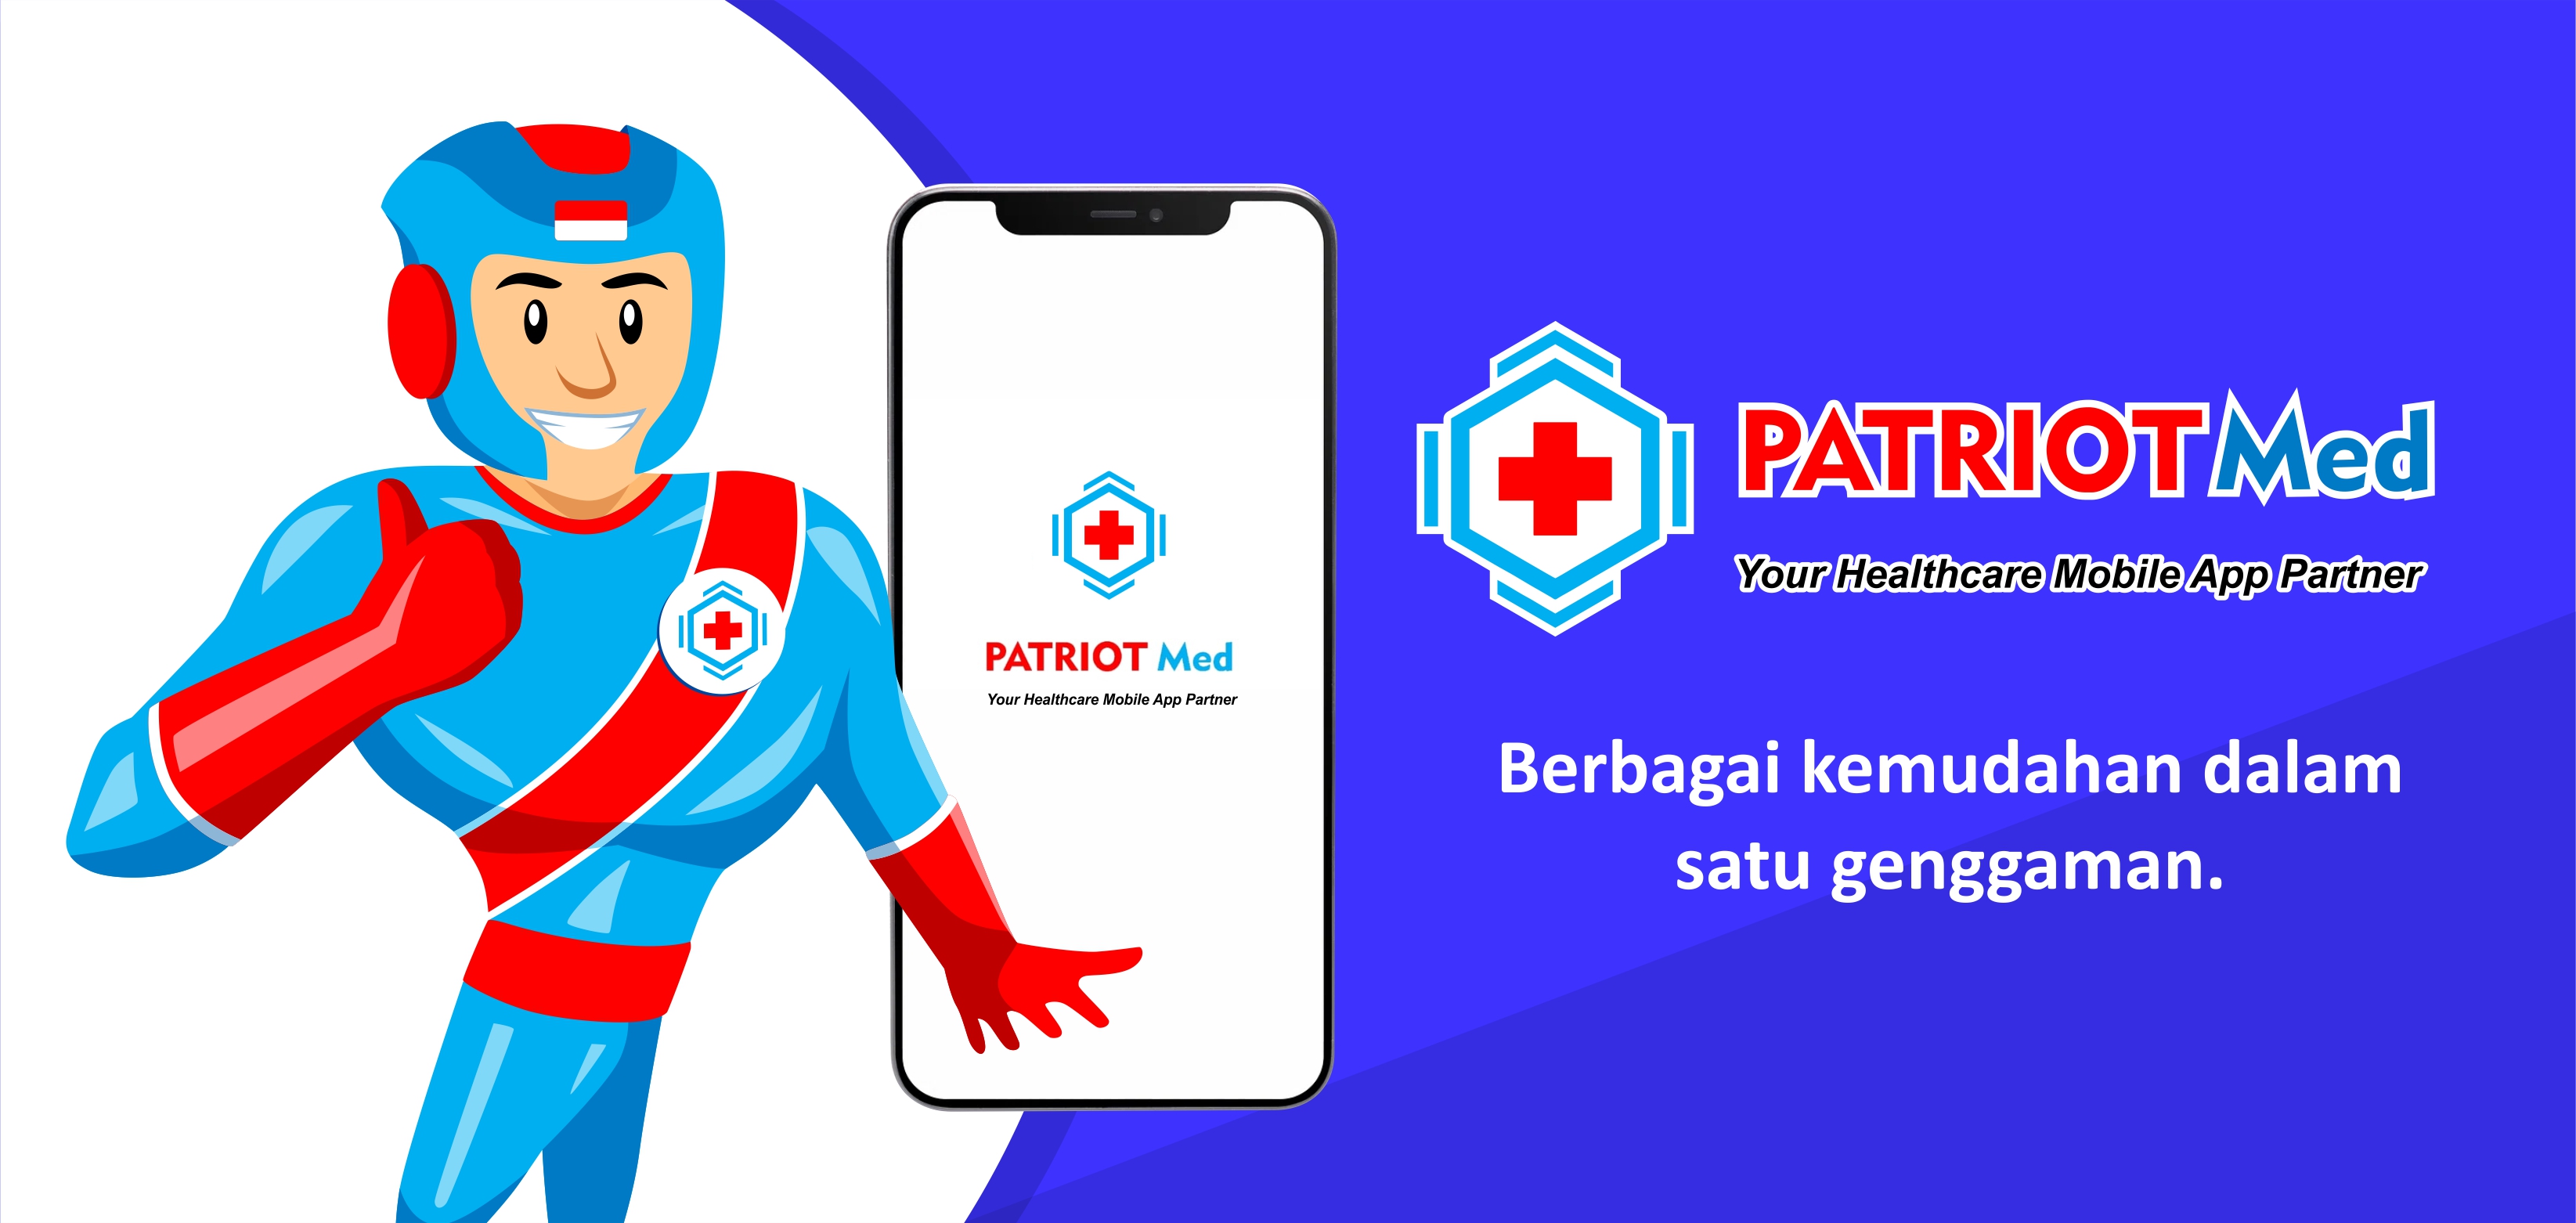 PATRIOT Med
Your Healthcare Mobile App Partner
PATRIOT Med
Your Healthcare Mobile App Partner
Berbagai kemudahan dalam
satu genggaman.